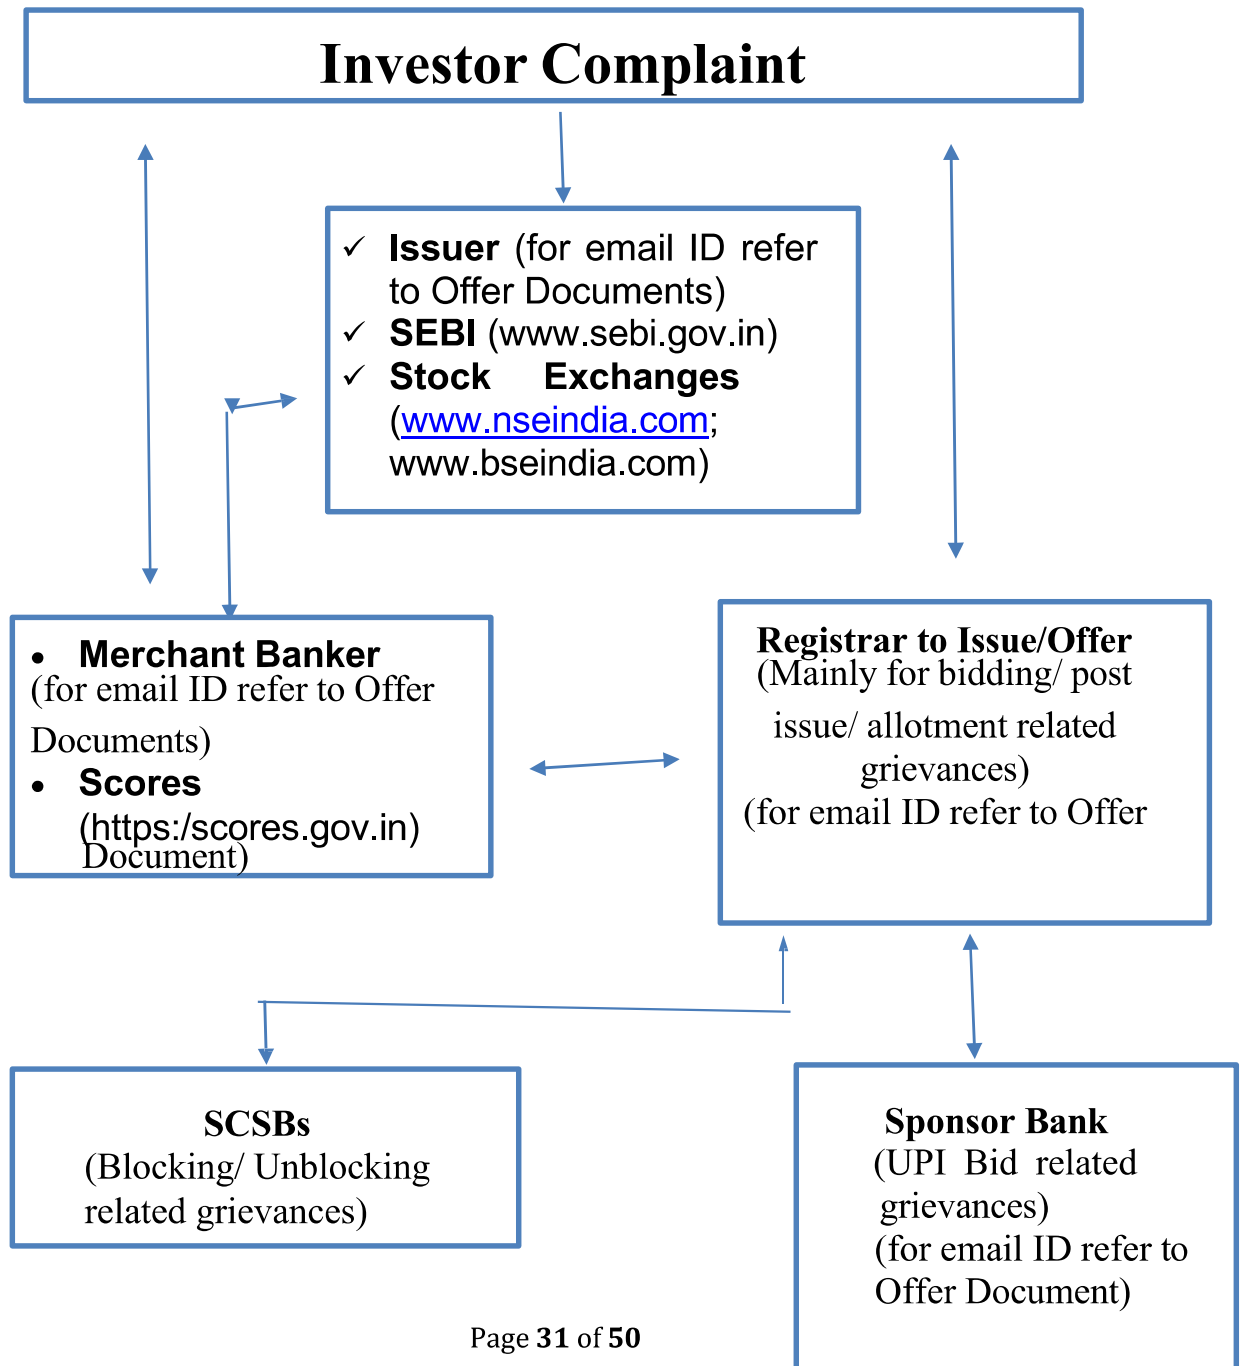 Investor Complaint
✓ Issuer (for email ID refer
to Offer Documents)
✓ SEBI (www.sebi.gov.in)
✓ Stock Exchanges
(www.nseindia.com;
www.bseindia.com)
• Merchant Banker
(for email ID refer to Offer
Documents)
• Scores
(https:/scores.gov.in)
Document)
Registrar to Issue/Offer
(Mainly for bidding/ post
issue/ allotment related
grievances)
(for email ID refer to Offer
SCSBs
(Blocking/ Unblocking
related grievances)
Sponsor Bank
(UPI Bid related
grievances)
(for email ID refer to
Offer Document)
Page 31 of 50